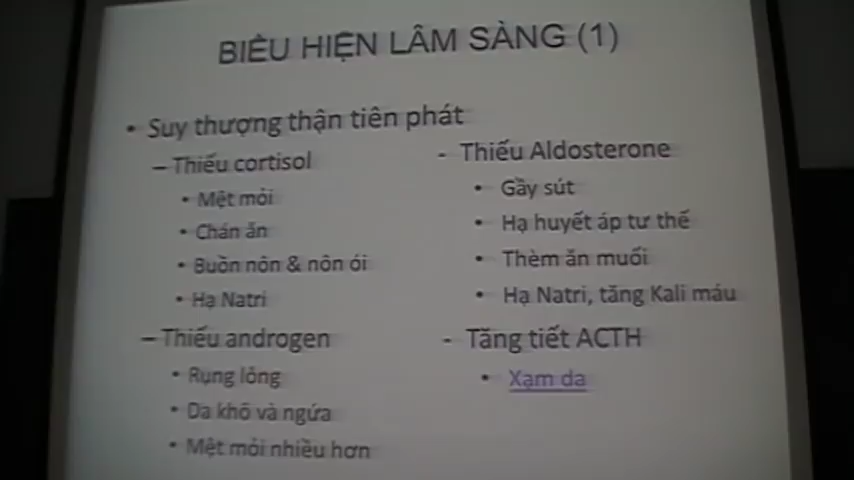 BIỂU HIỆN LÂM SÀNG (1)
• Suy thượng thận tiên phát
– Thiếu cortisol
• Mệt mỏi
• Chán ăn
• Buồn nôn & nôn ói
• Hạ Natri
– Thiếu androgen
• Rụng lông
• Da khô và ngứa
• Mệt mỏi nhiều hơn
- Thiếu Aldosterone
• Gầy sút
• Hạ huyết áp tư thế
• Thèm ăn muối
• Hạ Natri, tăng Kali máu
- Tăng tiết ACTH
• Xạm da